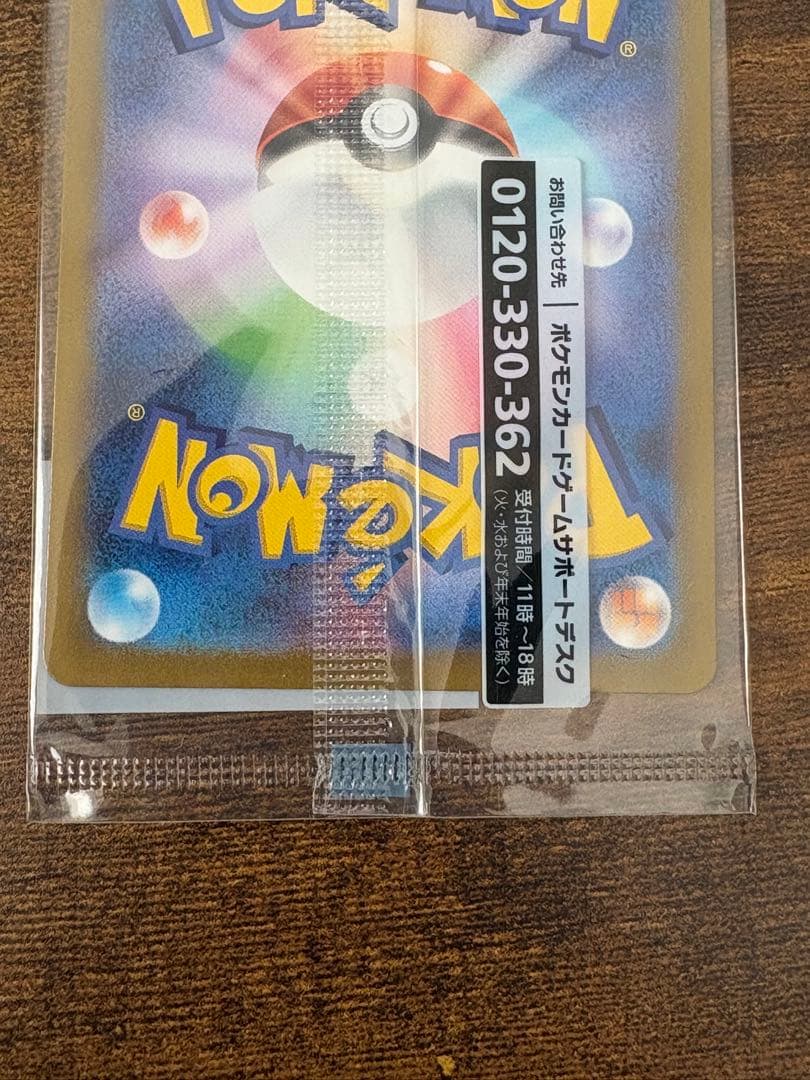 POKÉMON
®
お問い合わせ先｜ポケモンカードゲームサポートデスク
0120-330-362 受付時間／11時～18時
(火・水および年末年始を除く)
POKÉMON
®